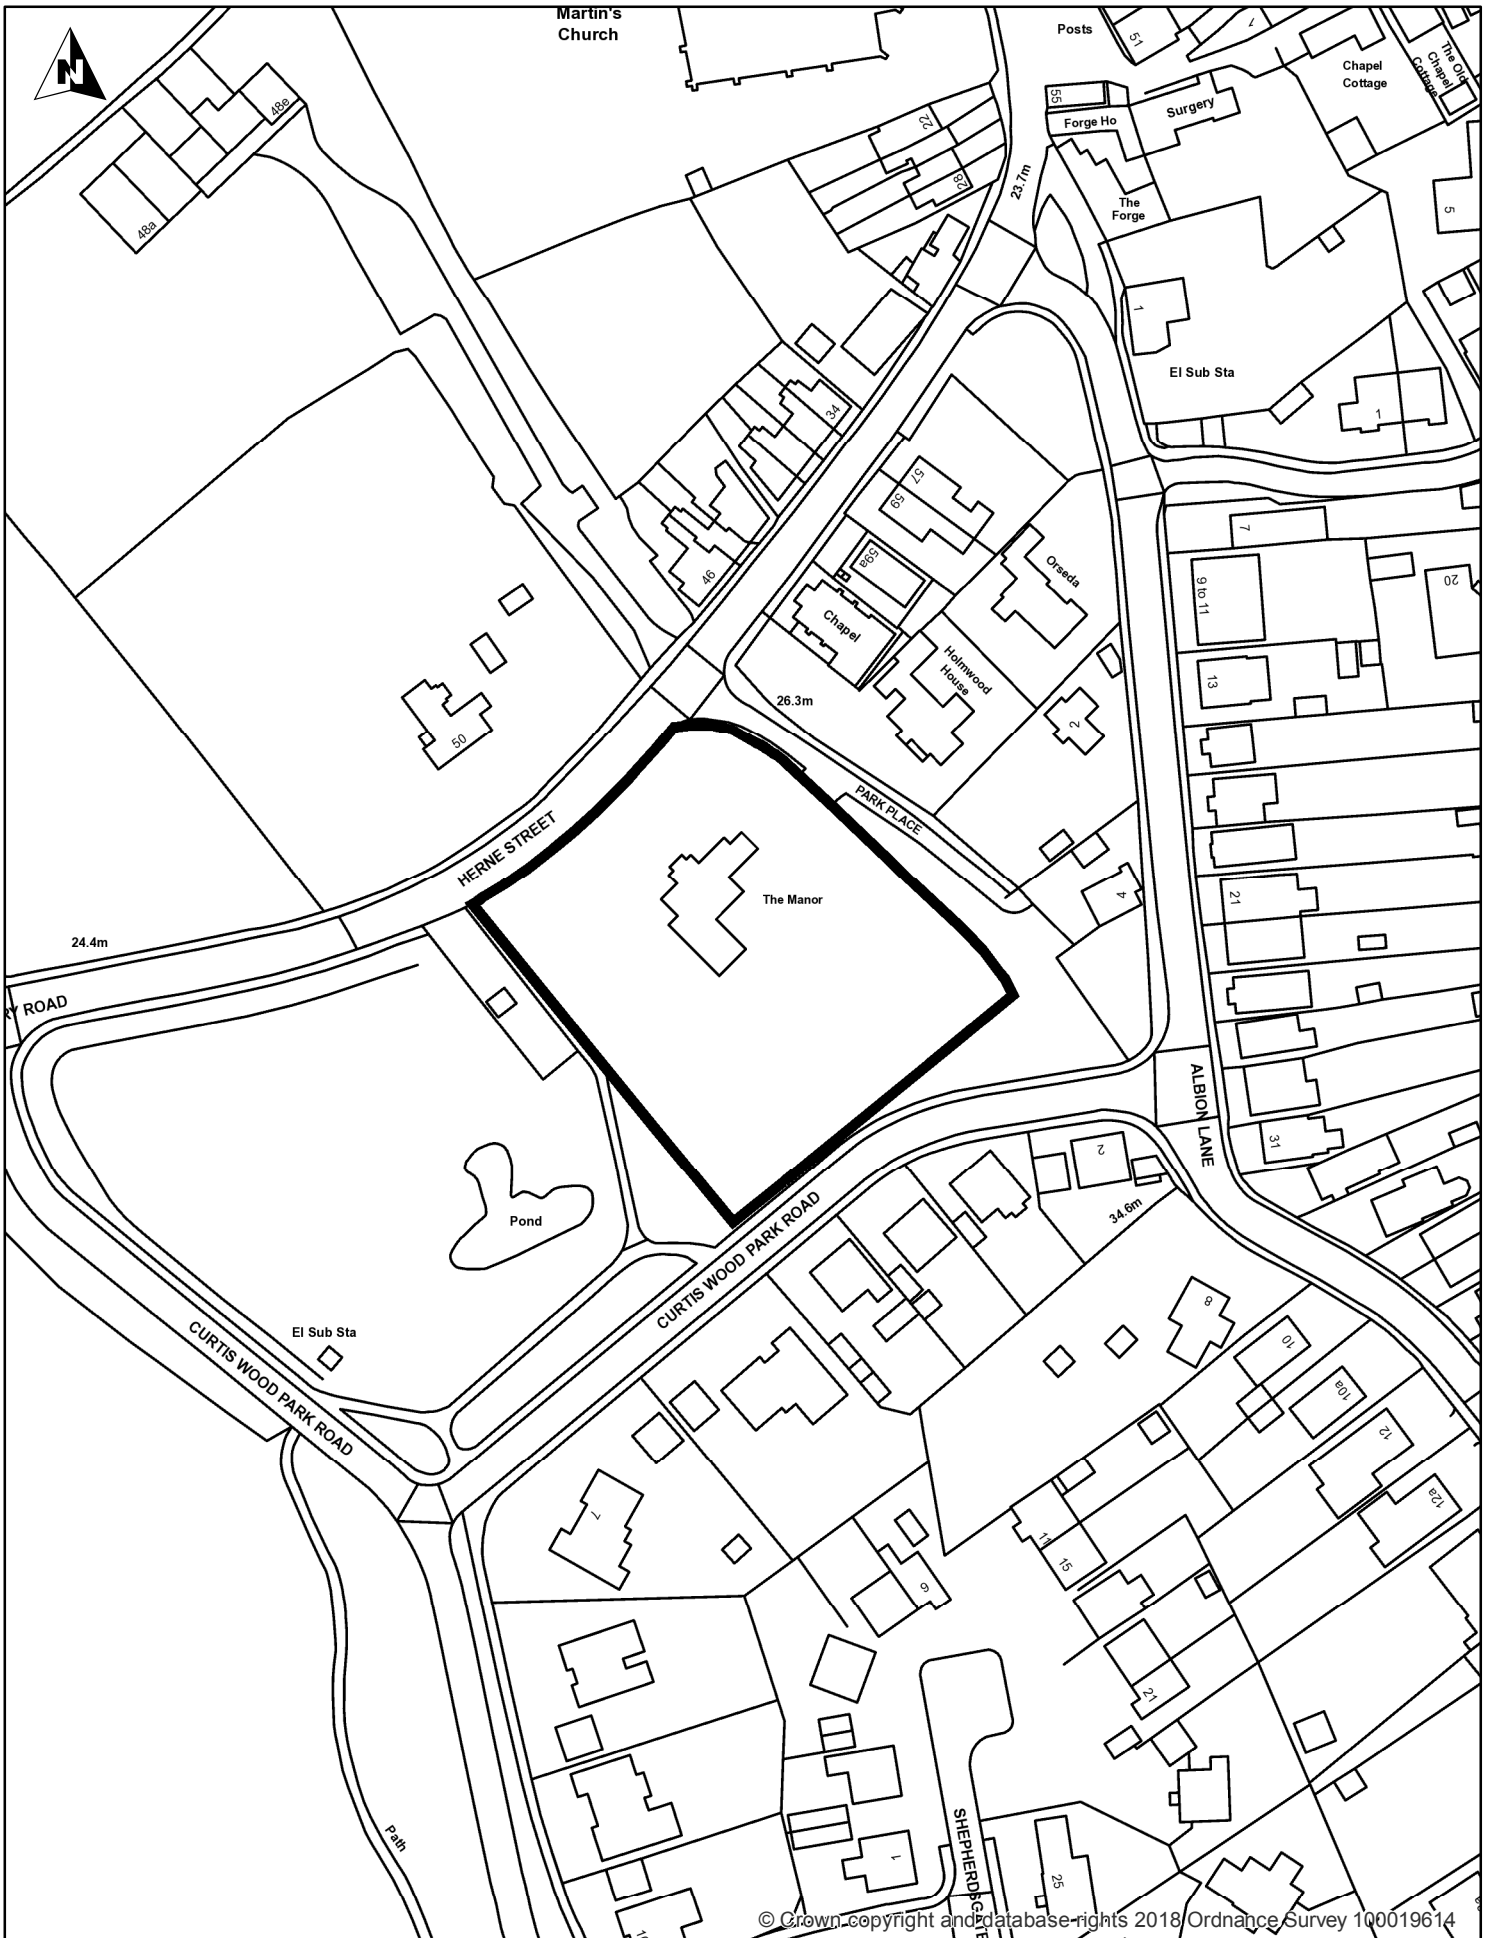 Martin's
Church
Posts
51
1
Chapel
Cottage
The Old
Chapel
Cottage
N
48e
48a
55
Forge Ho
Surgery
22
28
23.7m
The
Forge
5
1
El Sub Sta
1
34
57
59
59a
46
Orseda
Chapel
Holmwood
House
7
9 to 11
20
13
2
26.3m
50
PARK PLACE
HERNE STREET
The Manor
4
21
24.4m
RY ROAD
ALBION LANE
31
2
34.6m
Pond
CURTIS WOOD PARK ROAD
El Sub Sta
CURTIS WOOD PARK ROAD
8
10
10a
12
12a
7
11
15
9
21
Path
SHEPHERDSGATE
1
25
© Crown copyright and database rights 2018 Ordnance Survey 100019614